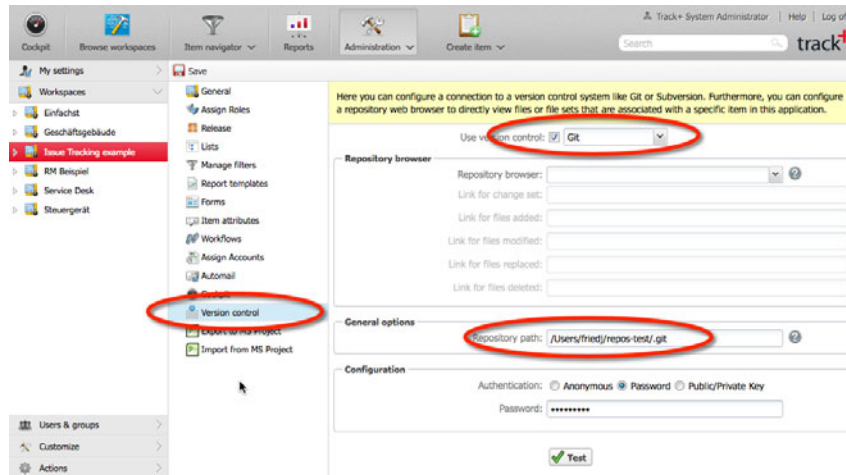 Track+ System Administrator | Help | Log of
Cockpit
Browse workspaces
Item navigator
Reports
Administration
Create item
Search
track+
My settings
Workspaces
Einfachst
Geschäftsgebäude
Issue Tracking example
RM Beispiel
Service Desk
Steuergerät
Users & groups
Customize
Actions
Save
General
Assign Roles
Release
Lists
Manage filters
Report templates
Forms
Item attributes
Workflows
Assign Accounts
Automail
Cockpit
Version control
Export to MS Project
Import from MS Project
Here you can configure a connection to a version control system like Git or Subversion. Furthermore, you can configure
a repository web browser to directly view files or file sets that are associated with a specific item in this application.
Use version control: Git
Repository browser
Repository browser:
Link for change set:
Link for files added:
Link for files modified:
Link for files replaced:
Link for files deleted:
General options
Repository path: /Users/friedj/repos-test/.git
Configuration
Authentication: Anonymous Password Public/Private Key
Password: •••••••••
Test